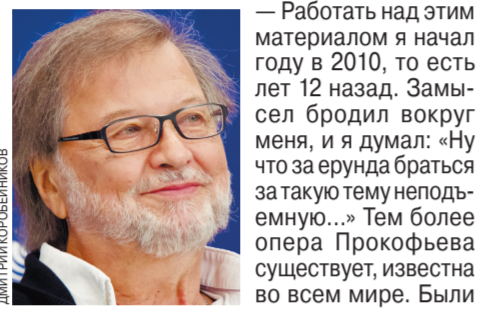 ДМИТРИЙ КОРОБЕЙНИКОВ
— Работать над этим
материалом я начал
году в 2010, то есть
лет 12 назад. Замы-
сел бродил вокруг
меня, и я думал: «Ну
что за ерунда браться
за такую тему неподъ-
емную...» Тем более
опера Прокофьева
существует, известна
во всем мире. Были